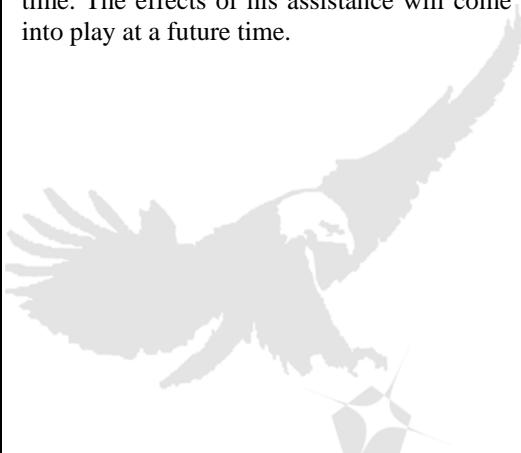 time. The effects of his assistance will come
into play at a future time.